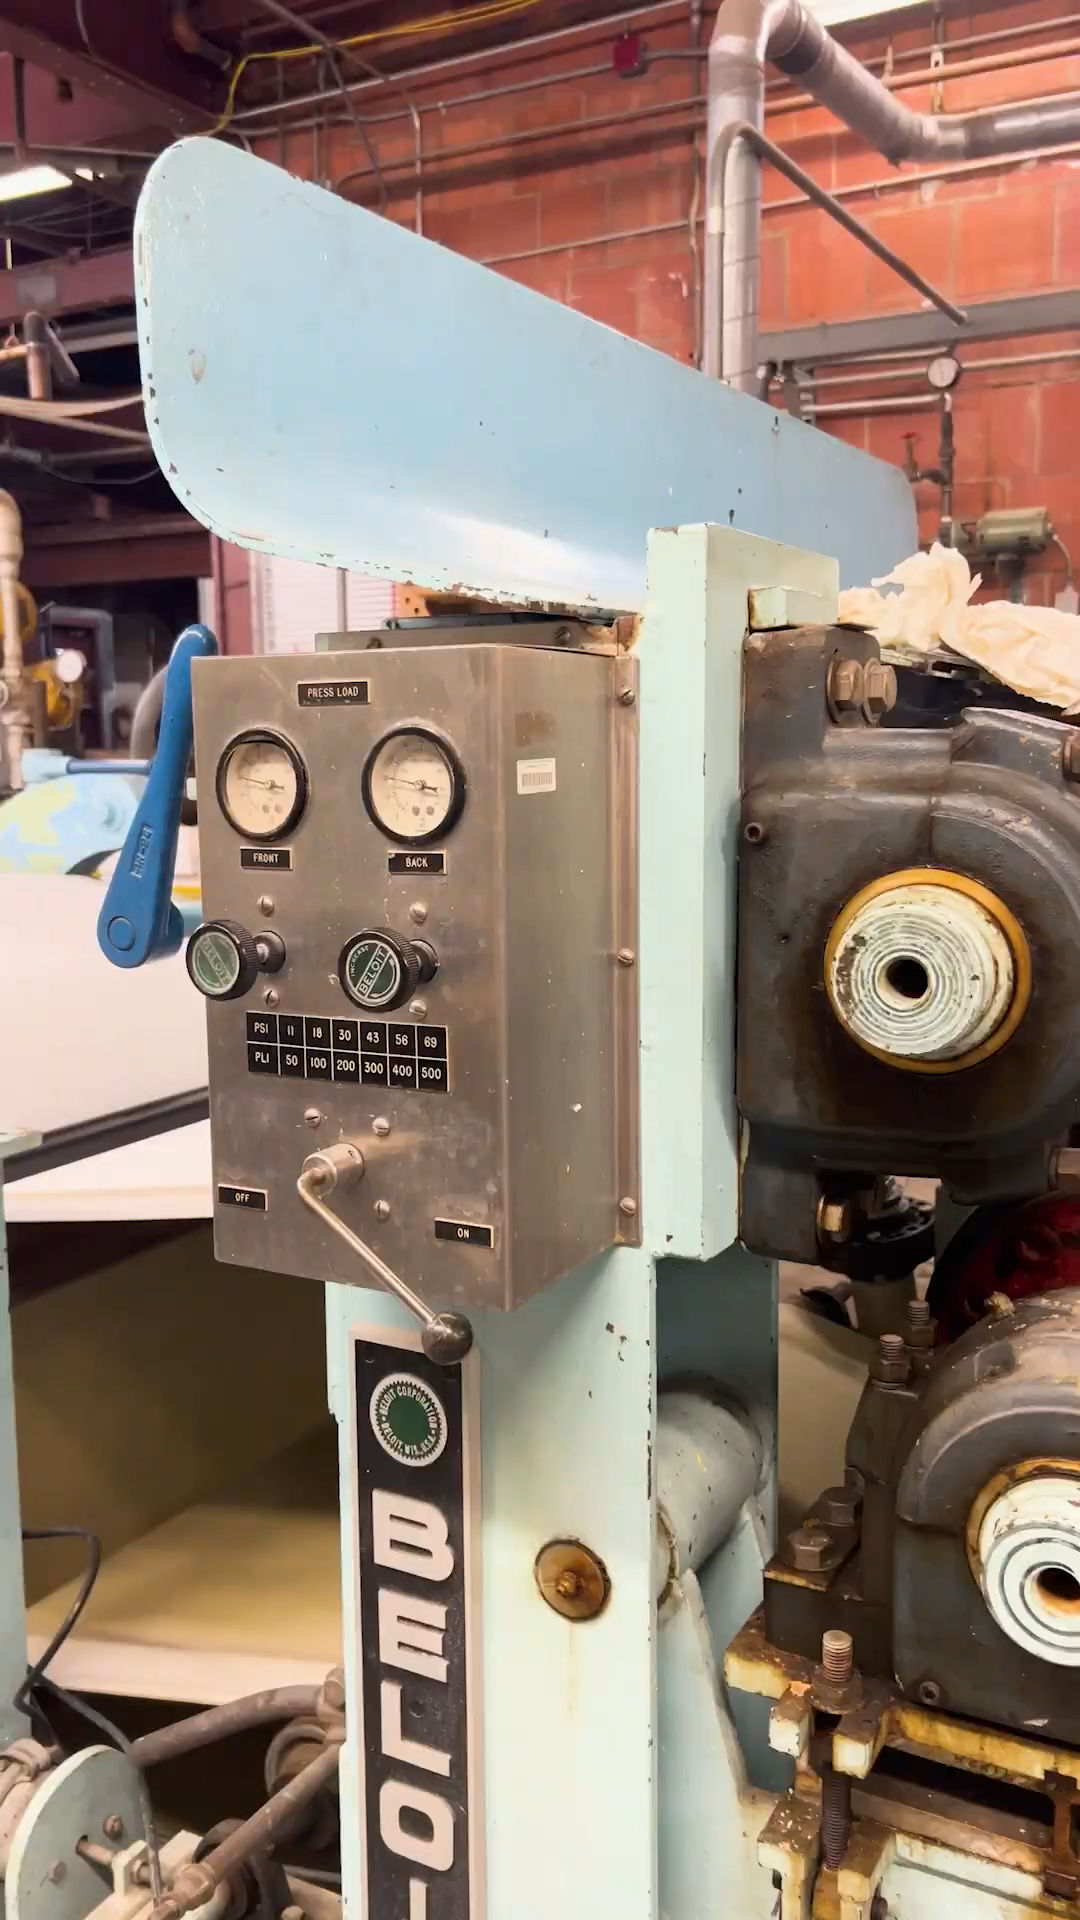 PRESS LOAD
FRONT
BACK
BELOIT
INCREASE
BELOIT
PSI 11 18 30 43 56 69
PLI 50 100 200 300 400 500
OFF
ON
BELOIT CORPORATION
BELOIT, WIS. U.S.A.
BELOI